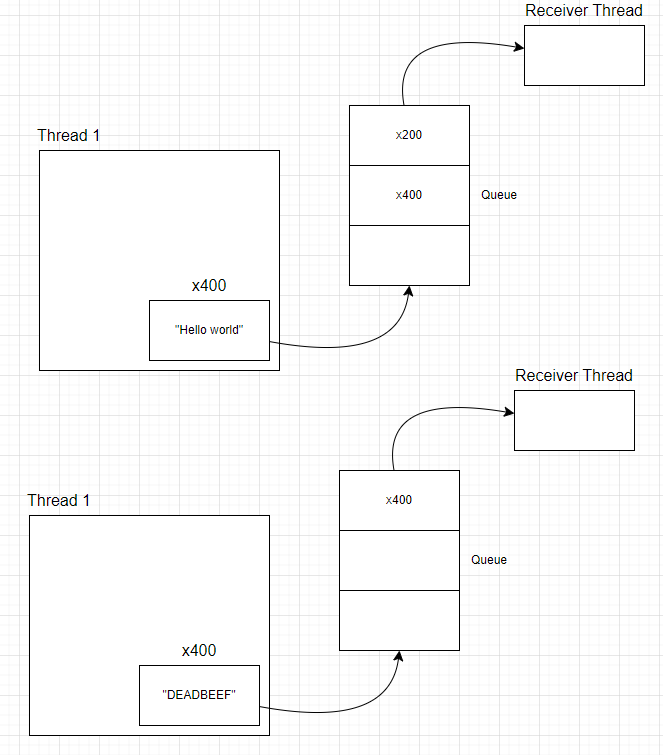 Receiver Thread
Thread 1
x200
x400
Queue
x400
"Hello world"
Receiver Thread
Thread 1
x400
Queue
x400
"DEADBEEF"